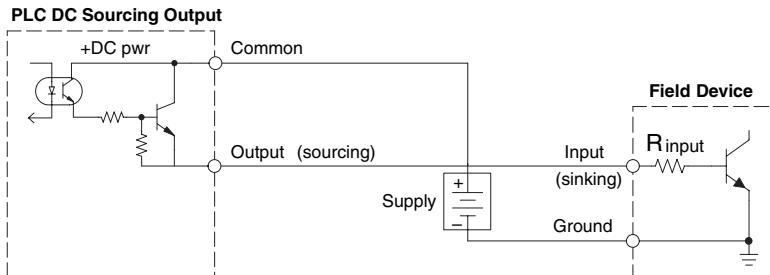 PLC DC Sourcing Output
+DC pwr
Common
Field Device
Output (sourcing)
Input
(sinking)
R input
Supply
+
–
Ground